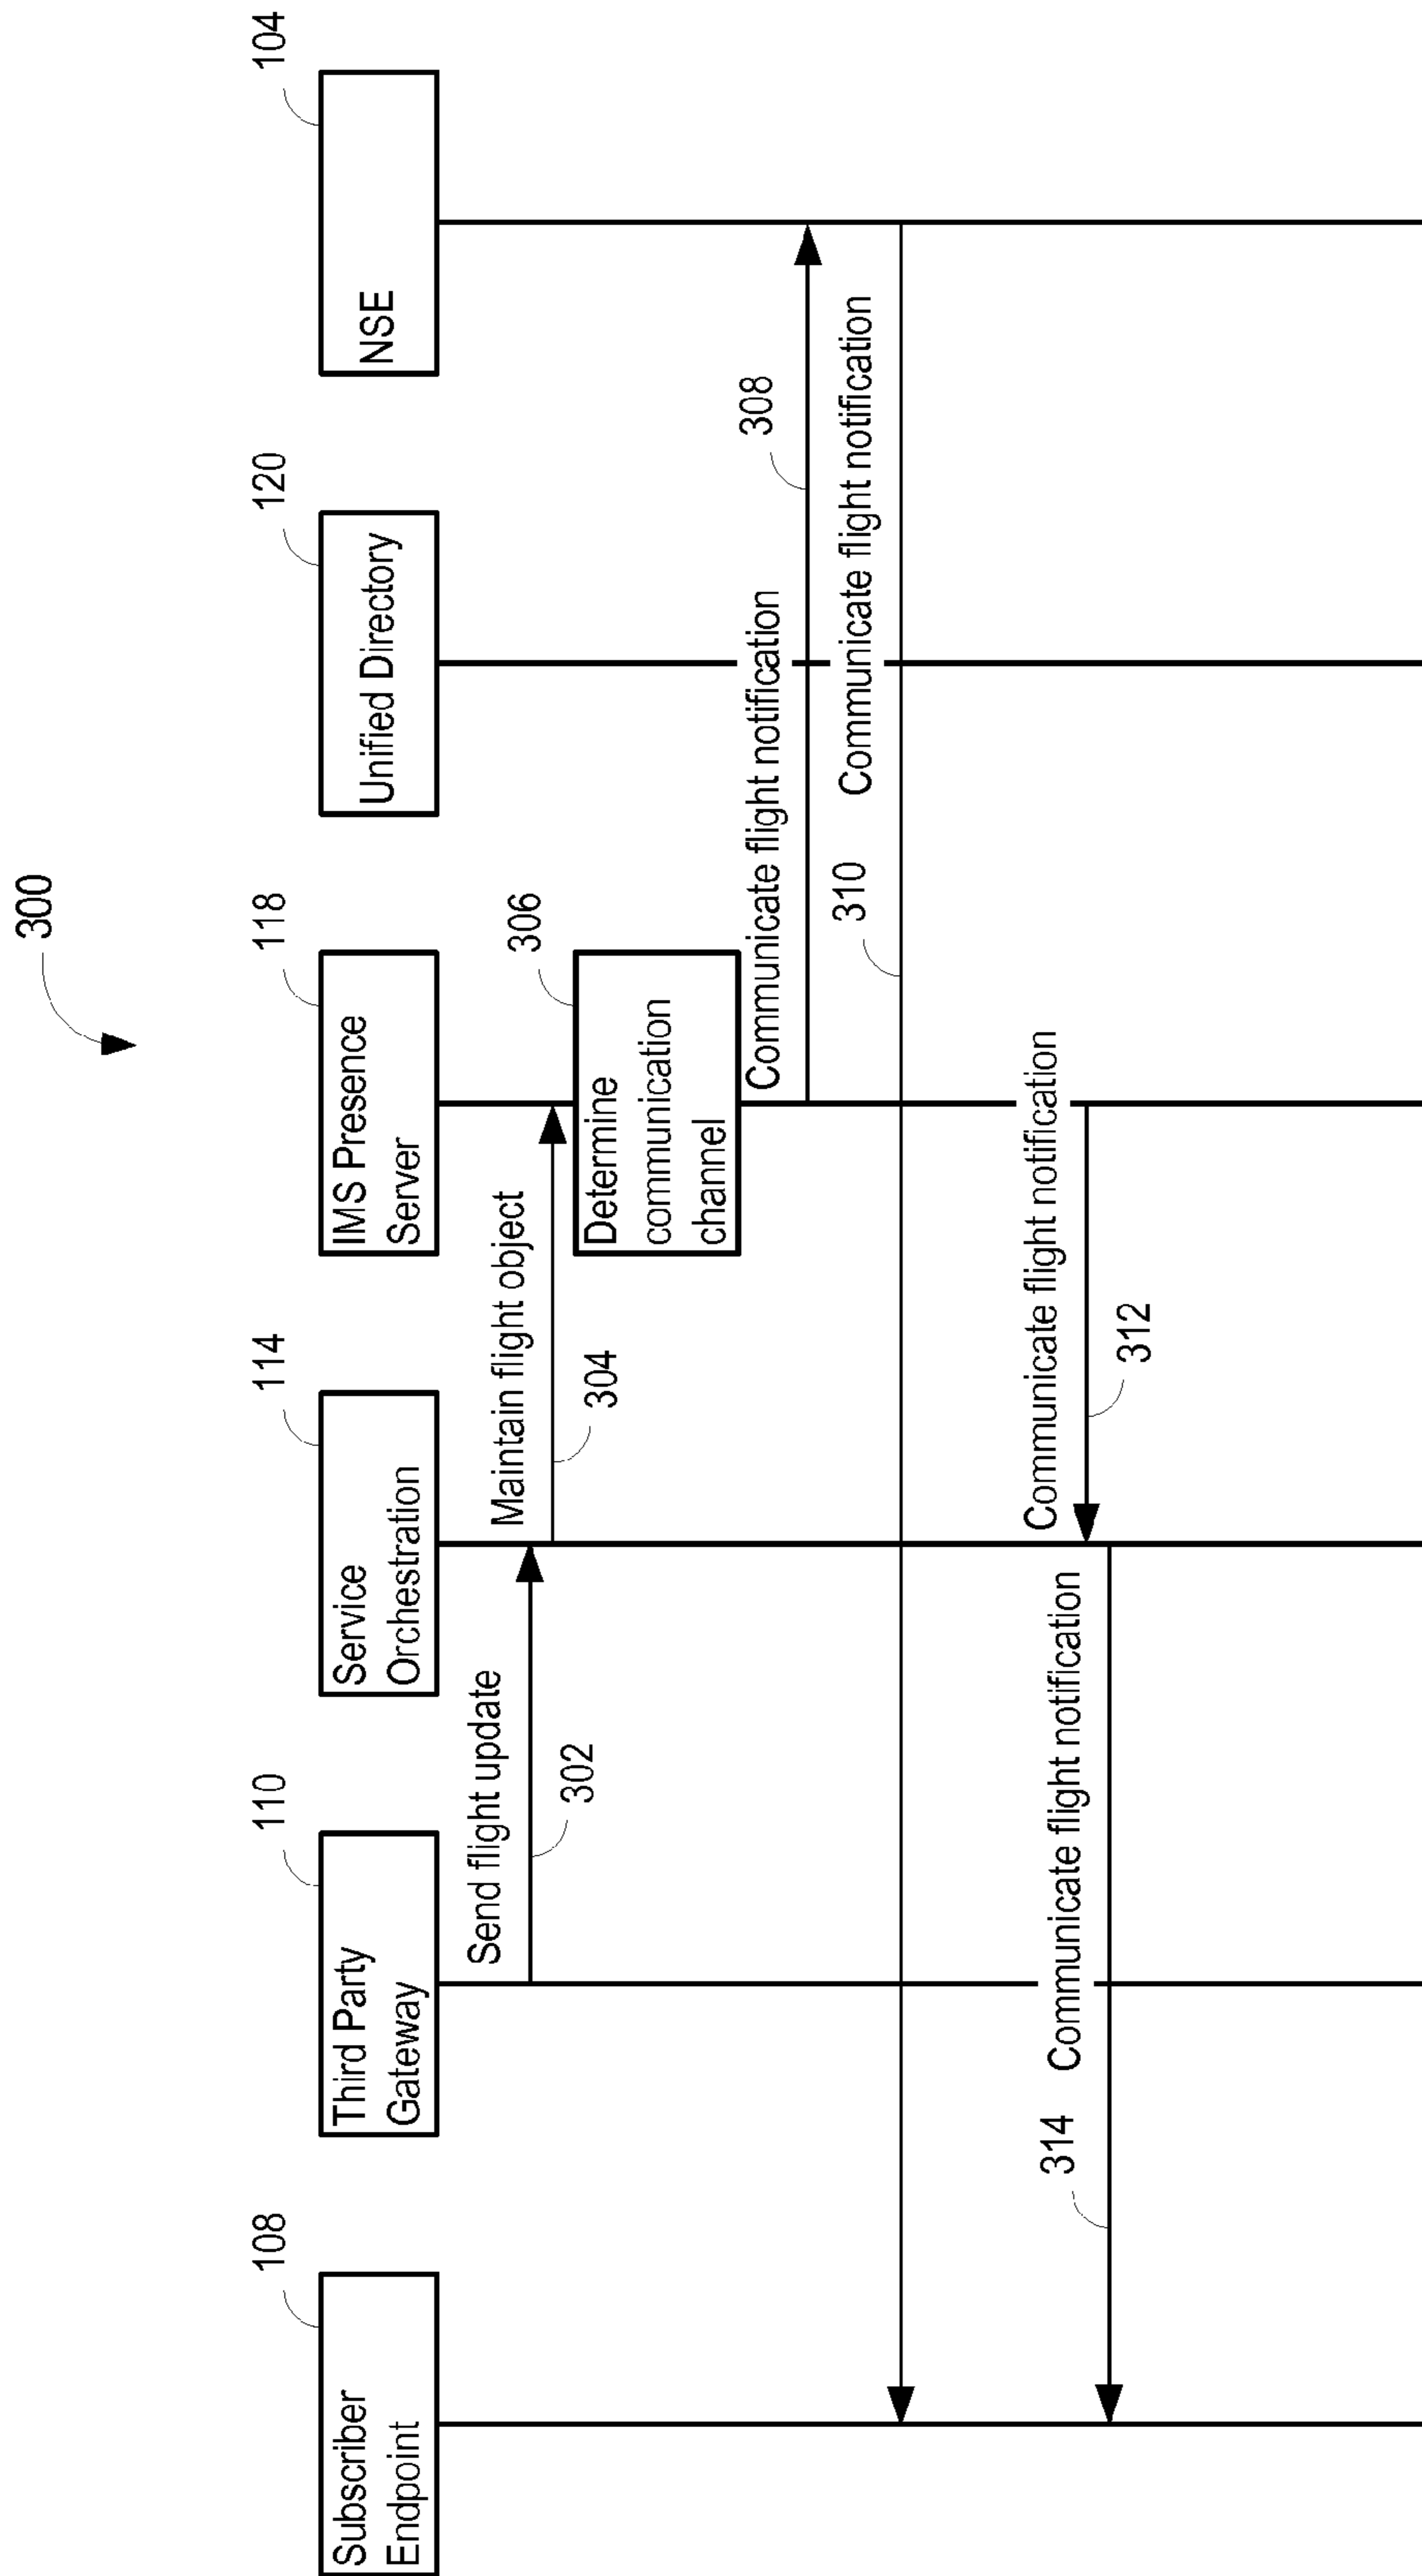 300
108
110
114
118
120
104
Subscriber
Endpoint
Third Party
Gateway
Service
Orchestration
IMS Presence
Server
Unified Directory
NSE
Send flight update
302
Maintain flight object
304
306
Determine
communication
channel
Communicate flight notification
308
310
Communicate flight notification
Communicate flight notification
312
314
Communicate flight notification